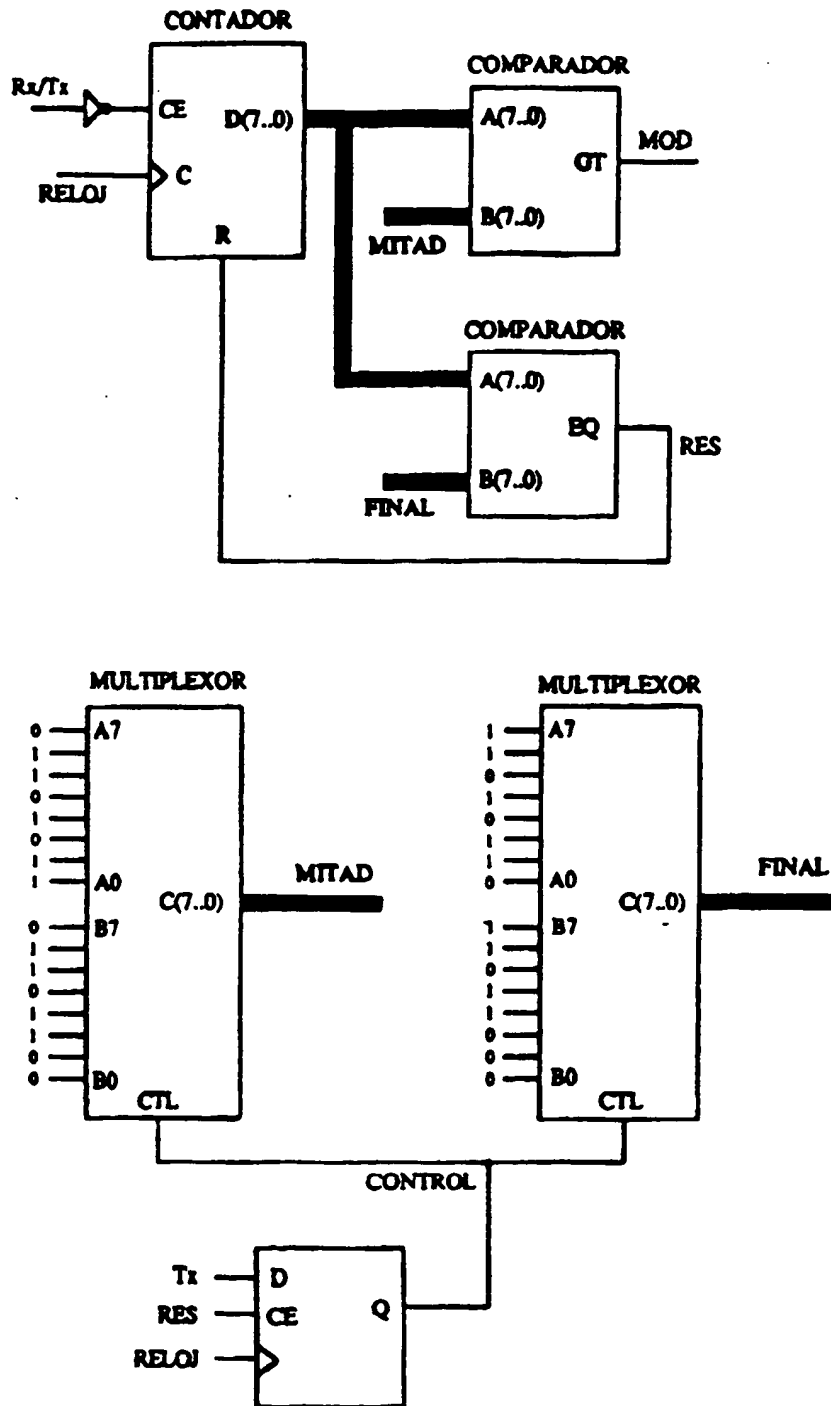 CONTADOR
Rx/Tx
CE
D(7..0)
RELOJ
C
R
COMPARADOR
A(7..0)
GT
MOD
B(7..0)
MITAD
COMPARADOR
A(7..0)
EQ
RES
B(7..0)
FINAL
MULTIPLEXOR
0 A7
1
1
0
1
0
1
1 A0
MITAD
C(7..0)
0 B7
1
1
0
1
1
0
0 B0
CTL
MULTIPLEXOR
1 A7
1
0
1
0
1
1
0 A0
FINAL
C(7..0)
B7
1
0
1
1
0
0
0 B0
CTL
CONTROL
Tx D
RES CE
Q
RELOJ